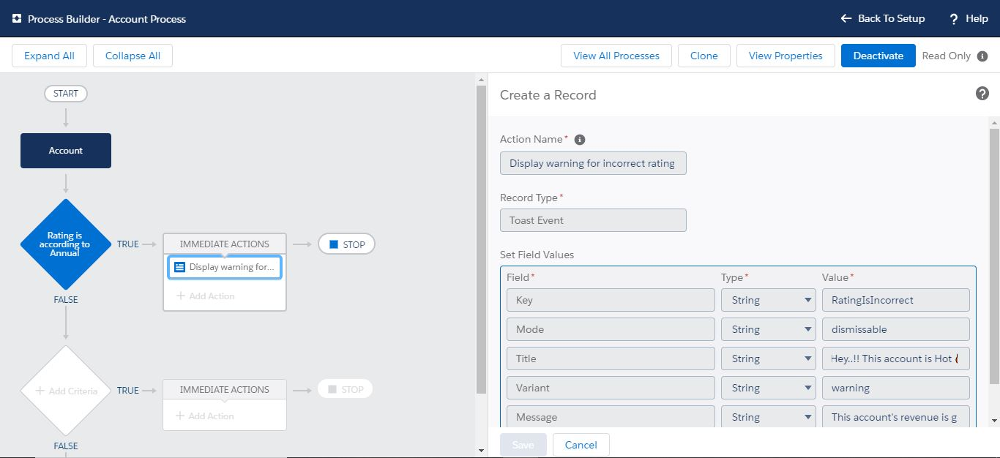 Process Builder - Account Process
Back To Setup
Help
Expand All
Collapse All
View All Processes
Clone
View Properties
Deactivate
Read Only
START
Account
Rating is
according to
Annual
TRUE
IMMEDIATE ACTIONS
STOP
Display warning for...
Add Action
FALSE
Add Criteria
TRUE
IMMEDIATE ACTIONS
STOP
Add Action
FALSE
Create a Record
Action Name*
Display warning for incorrect rating
Record Type*
Toast Event
Set Field Values
Field* Type* Value*
Key String RatingIsIncorrect
Mode String dismissable
Title String Hey..!! This account is Hot
Variant String warning
Message String This account's revenue is g
Save
Cancel